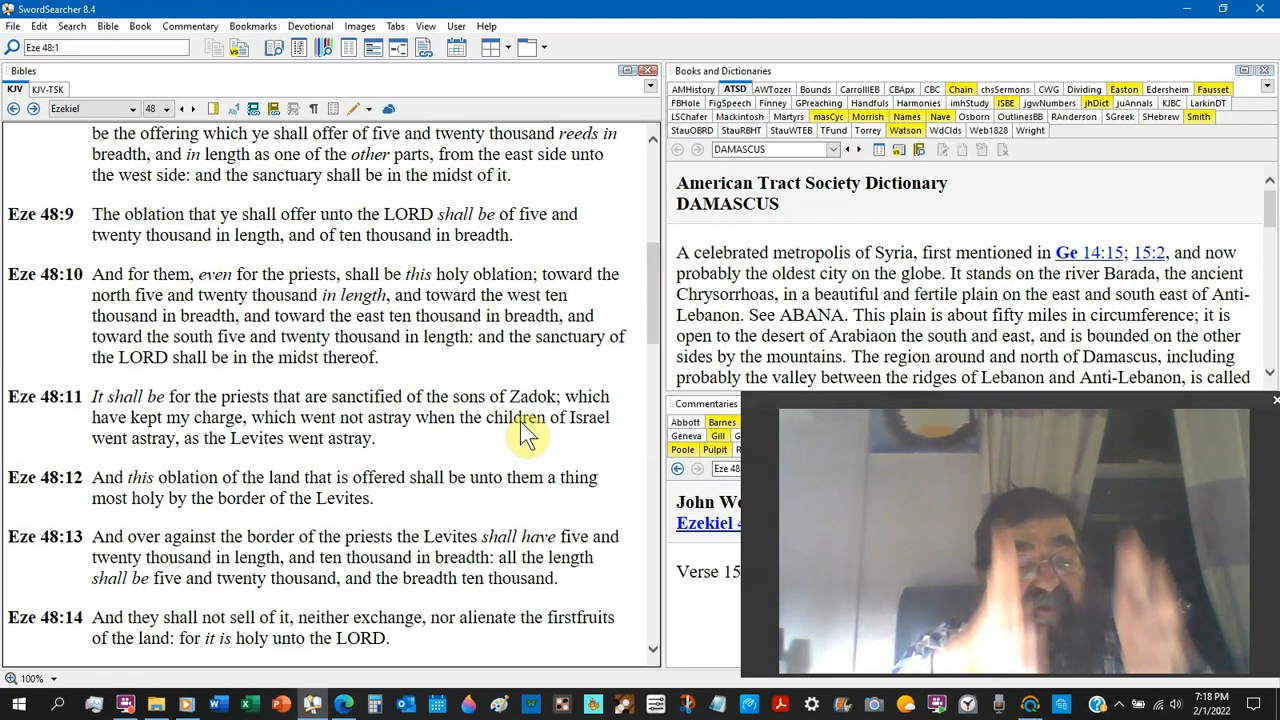 SwordSearcher 8.4
File Edit Search Bible Book Commentary Bookmarks Devotional Images Tabs View User Help
Eze 48:1
Bibles
KJV KJV-TSK
Ezekiel 48
be the offering which ye shall offer of five and twenty thousand reeds in
breadth, and in length as one of the other parts, from the east side unto
the west side: and the sanctuary shall be in the midst of it.
Eze 48:9 The oblation that ye shall offer unto the LORD shall be of five and
twenty thousand in length, and of ten thousand in breadth.
Eze 48:10 And for them, even for the priests, shall be this holy oblation; toward the
north five and twenty thousand in length, and toward the west ten
thousand in breadth, and toward the east ten thousand in breadth, and
toward the south five and twenty thousand in length: and the sanctuary of
the LORD shall be in the midst thereof.
Eze 48:11 It shall be for the priests that are sanctified of the sons of Zadok; which
have kept my charge, which went not astray when the children of Israel
went astray, as the Levites went astray.
Eze 48:12 And this oblation of the land that is offered shall be unto them a thing
most holy by the border of the Levites.
Eze 48:13 And over against the border of the priests the Levites shall have five and
twenty thousand in length, and ten thousand in breadth: all the length
shall be five and twenty thousand, and the breadth ten thousand.
Eze 48:14 And they shall not sell of it, neither exchange, nor alienate the firstfruits
of the land: for it is holy unto the LORD.
100%
Books and Dictionaries
AMHistory ATSD AWTozer Bounds CarrollIEB CBApx CBC Chain chsSermons CWG Dividing Easton Edersheim Fausset
FBHole FigSpeech Finney GPreaching Handfuls Harmonies imhStudy ISBE jgwNumbers jhDict juAnnals KJBC LarkinDT
LSChafer Mackintosh Martyrs masCyc Morrish Names Nave Osborn OutlinesBB RAnderson SGreek SHebrew Smith
StauOBRD StauRBHT StauWTEB TFund Torrey Watson WdClds Web1828 Wright
DAMASCUS
American Tract Society Dictionary
DAMASCUS
A celebrated metropolis of Syria, first mentioned in Ge 14:15; 15:2, and now
probably the oldest city on the globe. It stands on the river Barada, the ancient
Chrysorrhoas, in a beautiful and fertile plain on the east and south east of Anti-
Lebanon. See ABANA. This plain is about fifty miles in circumference; it is
open to the desert of Arabiaon the south and east, and is bounded on the other
sides by the mountains. The region around and north of Damascus, including
probably the valley between the ridges of Lebanon and Anti-Lebanon, is called
Commentaries
Abbott Barnes
Geneva Gill
Poole Pulpit
Eze 48
John We
Ezekiel 4
Verse 15
7:18 PM
2/1/2022